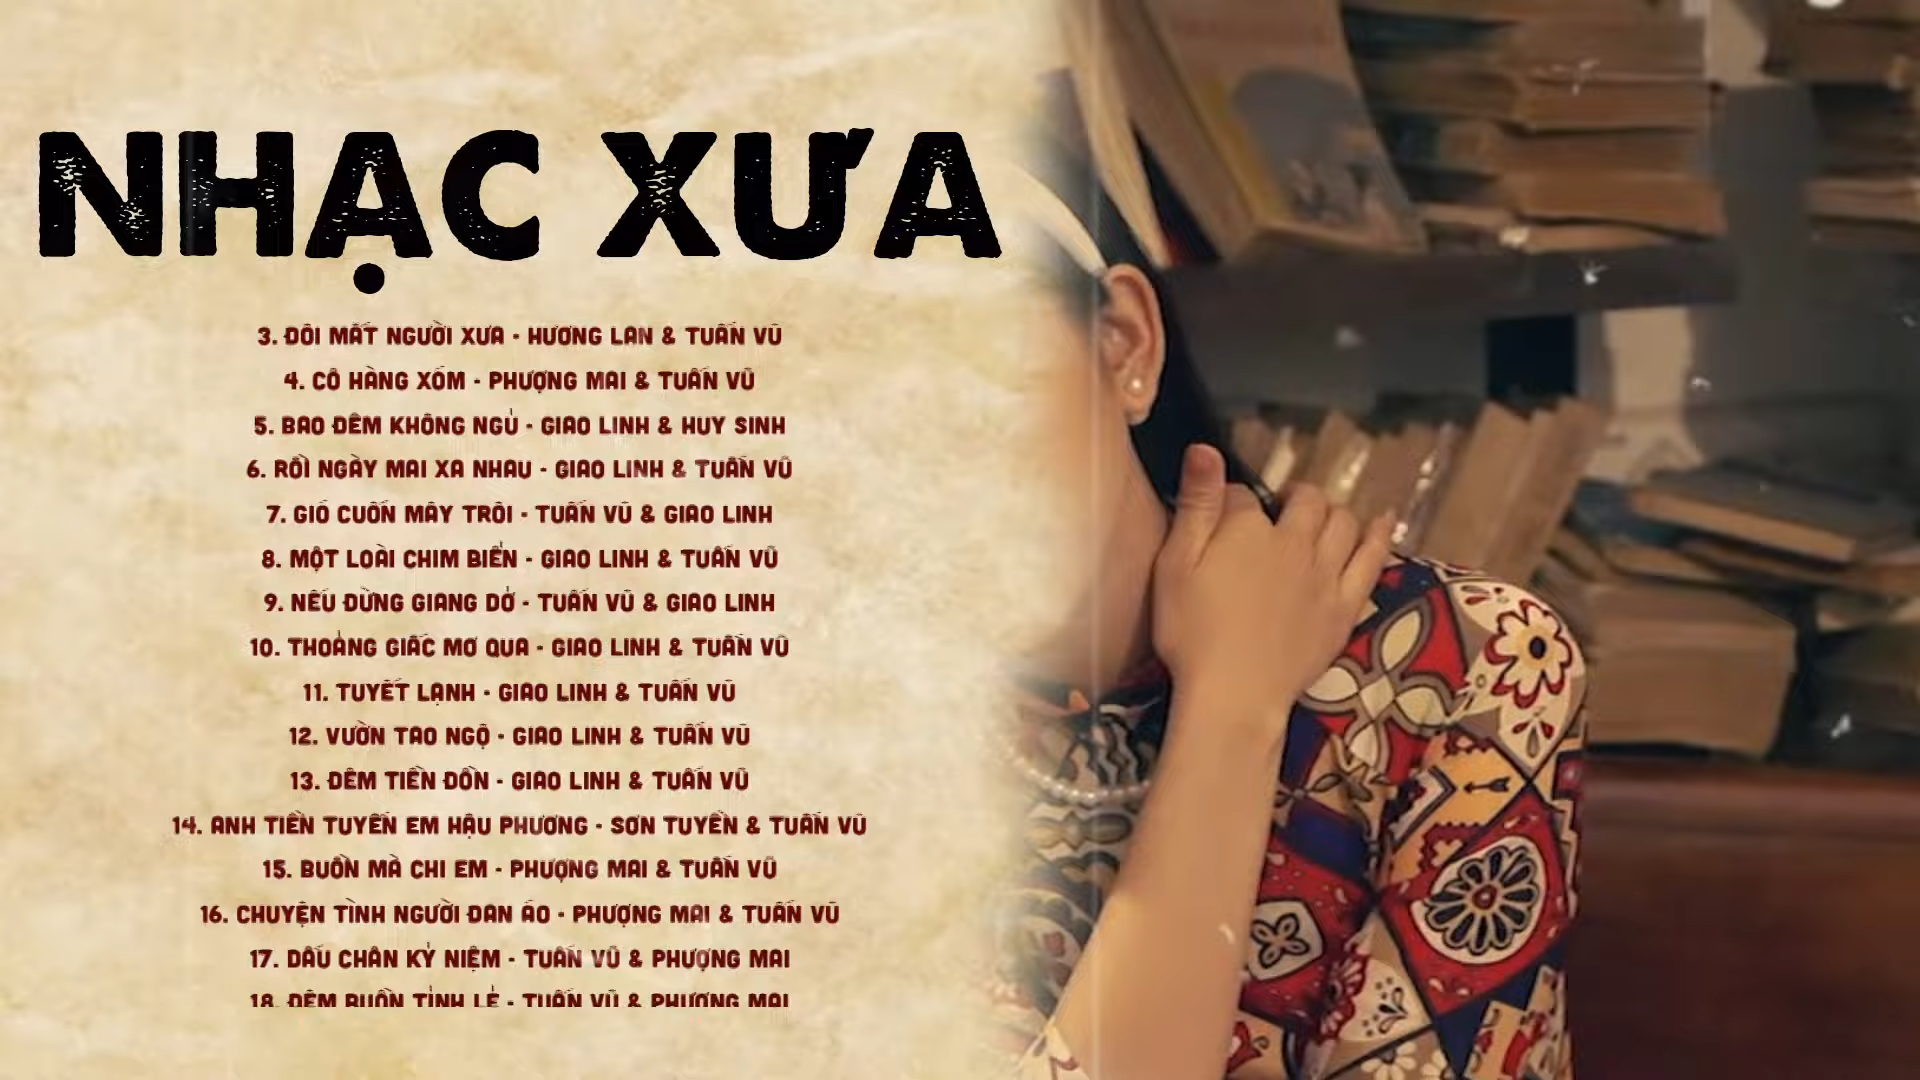 NHẠC XƯA
3. ĐÔI MẮT NGƯỜI XƯA - HƯƠNG LAN & TUẤN VŨ
4. CÔ HÀNG XÓM - PHƯỢNG MAI & TUẤN VŨ
5. BAO ĐÊM KHÔNG NGỦ - GIAO LINH & HUY SINH
6. RỒI NGÀY MAI XA NHAU - GIAO LINH & TUẤN VŨ
7. GIÓ CUỐN MÂY TRÔI - TUẤN VŨ & GIAO LINH
8. MỘT LOÀI CHIM BIỂN - GIAO LINH & TUẤN VŨ
9. NẾU ĐỪNG GIANG DỞ - TUẤN VŨ & GIAO LINH
10. THOÁNG GIẤC MƠ QUA - GIAO LINH & TUẤN VŨ
11. TUYẾT LẠNH - GIAO LINH & TUẤN VŨ
12. VƯỜN TAO NGỘ - GIAO LINH & TUẤN VŨ
13. ĐÊM TIỀN ĐỒN - GIAO LINH & TUẤN VŨ
14. ANH TIỀN TUYẾN EM HẬU PHƯƠNG - SƠN TUYỀN & TUẤN VŨ
15. BUỒN MÀ CHI EM - PHƯỢNG MAI & TUẤN VŨ
16. CHUYỆN TÌNH NGƯỜI ĐAN ÁO - PHƯỢNG MAI & TUẤN VŨ
17. DẤU CHÂN KỶ NIỆM - TUẤN VŨ & PHƯỢNG MAI
18. ĐÊM BUỒN TỈNH LẺ - TUẤN VŨ & PHƯỢNG MAI